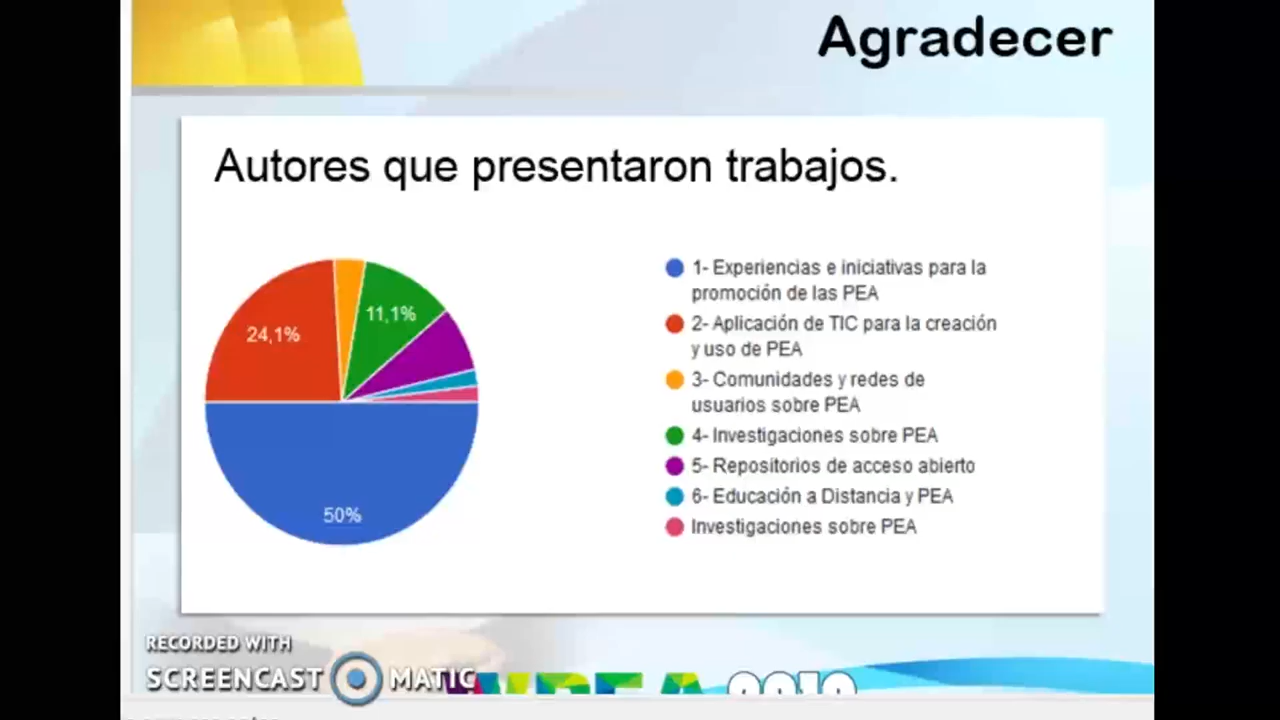 Agradecer
Autores que presentaron trabajos.
24,1%
11,1%
50%
1- Experiencias e iniciativas para la
promoción de las PEA
2- Aplicación de TIC para la creación
y uso de PEA
3- Comunidades y redes de
usuarios sobre PEA
4- Investigaciones sobre PEA
5- Repositorios de acceso abierto
6- Educación a Distancia y PEA
Investigaciones sobre PEA
RECORDED WITH
SCREENCAST MATIC